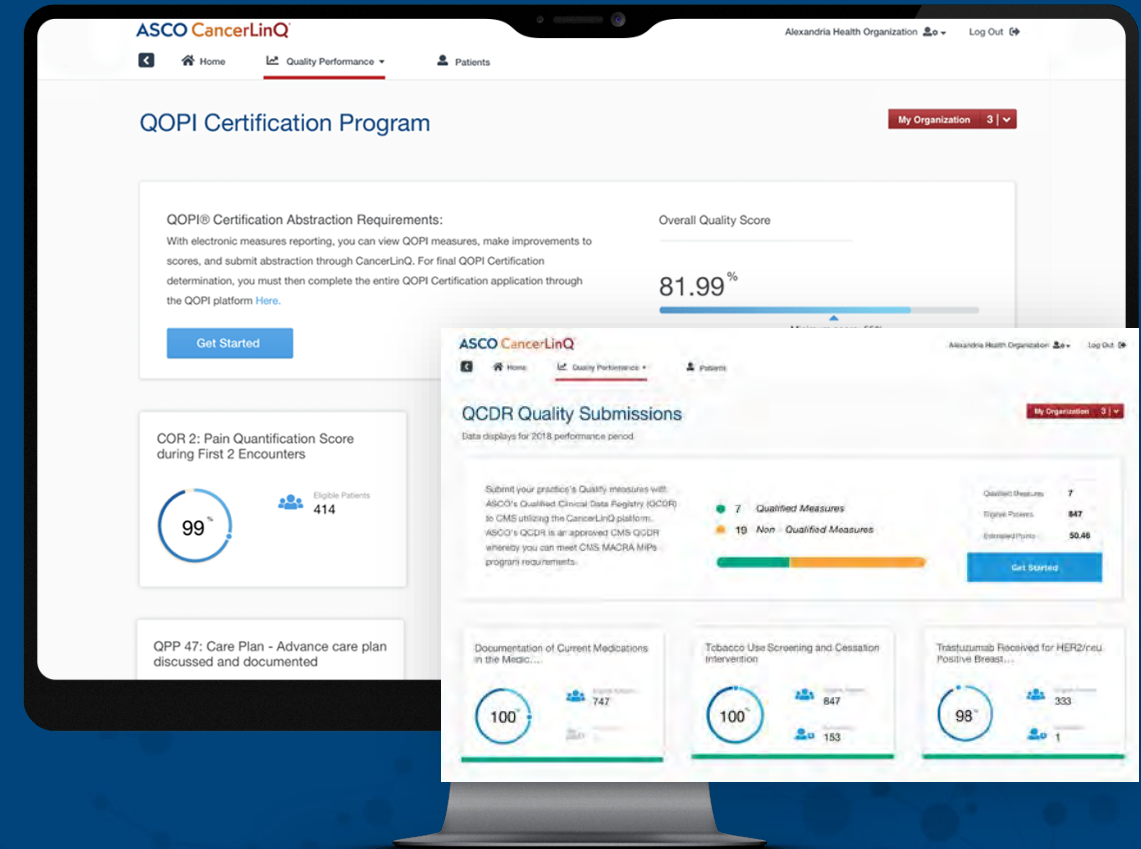 ASCO CancerLinQ
Alexandria Health Organization
Log Out
Home
Quality Performance
Patients
QOPI Certification Program
My Organization 3
QOPI® Certification Abstraction Requirements:
With electronic measures reporting, you can view QOPI measures, make improvements to
scores, and submit abstraction through CancerLinQ. For final QOPI Certification
determination, you must then complete the entire QOPI Certification application through
the QOPI platform Here.
Get Started
Overall Quality Score
81.99%
COR 2: Pain Quantification Score
during First 2 Encounters
99%
Eligible Patients
414
QPP 47: Care Plan - Advance care plan
discussed and documented
ASCO CancerLinQ
Alexandria Health Organization
Log Out
Home
Quality Performance
Patients
QCDR Quality Submissions
My Organization 3
Data displays for 2018 performance period
Submit your practice's Quality measures with
ASCO's Qualified Clinical Data Registry (QCDR)
to CMS utilizing the CancerLinQ platform.
ASCO's QCDR is an approved CMS QCDR
whereby you can meet CMS MACRA MIPs
program requirements.
7 Qualified Measures
19 Non - Qualified Measures
Qualified Measures 7
Eligible Patients 847
Estimated Points 50.46
Get Started
Documentation of Current Medications
in the Medic....
100%
Eligible Patients
747
Tobacco Use Screening and Cessation
Intervention
100%
Eligible Patients
847
153
Trastuzumab Received for HER2/neu
Positive Breast...
98%
Eligible Patients
333
1